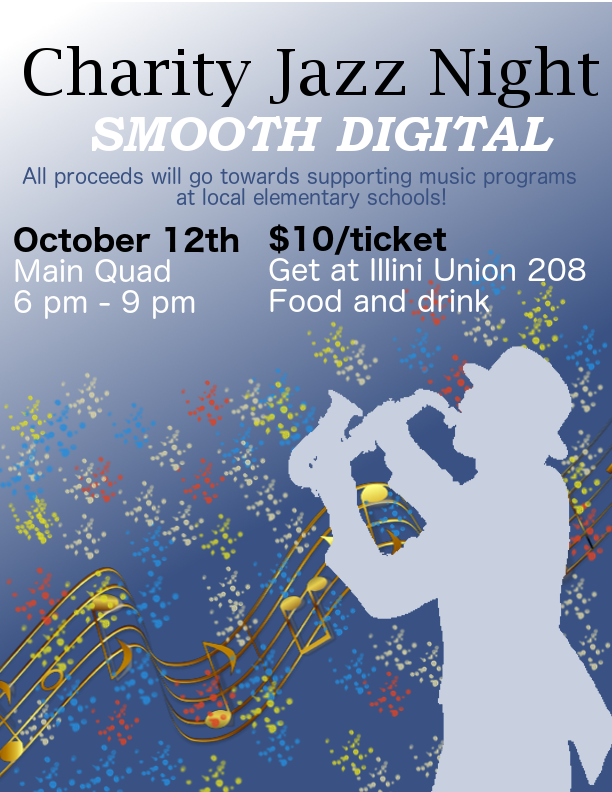 Charity Jazz Night
SMOOTH DIGITAL
All proceeds will go towards supporting music programs
at local elementary schools!
October 12th
Main Quad
6 pm - 9 pm
$10/ticket
Get at Illini Union 208
Food and drink